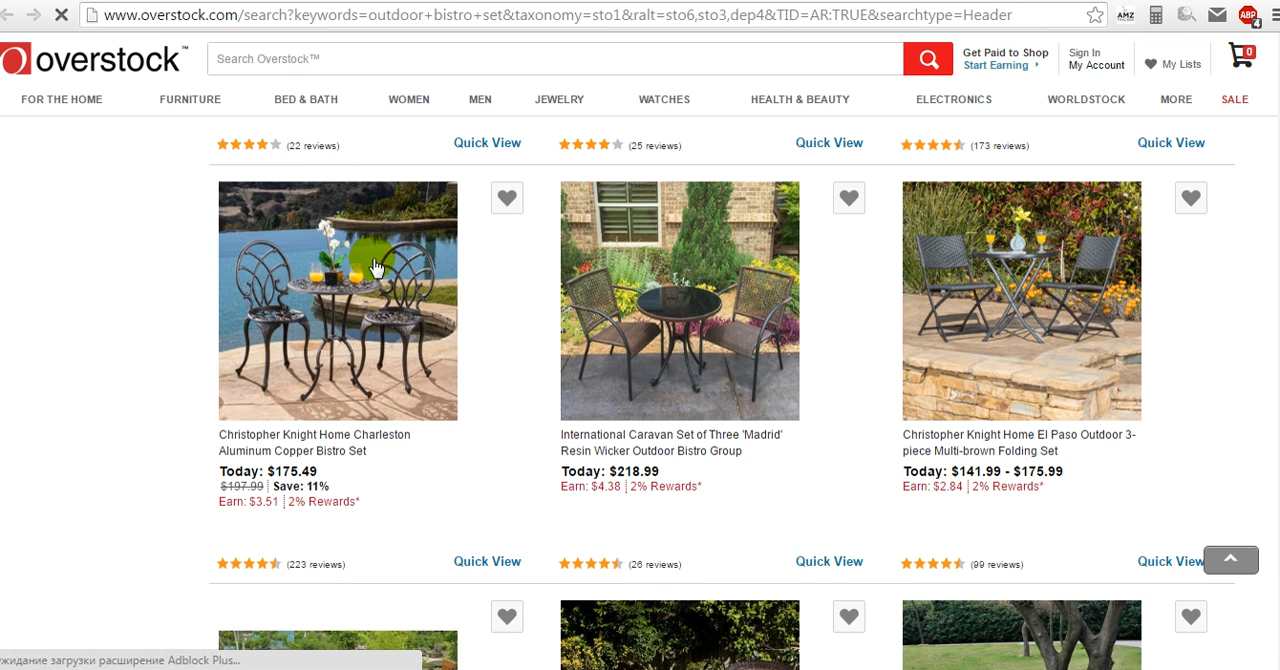 www.overstock.com/search?keywords=outdoor+bistro+set&taxonomy=sto1&ralt=sto6,sto3,dep4&TID=AR:TRUE&searchtype=Header
AMZ
ABP
4
overstock™
Search Overstock™
Get Paid to Shop
Start Earning
Sign In
My Account
My Lists
0
FOR THE HOME
FURNITURE
BED & BATH
WOMEN
MEN
JEWELRY
WATCHES
HEALTH & BEAUTY
ELECTRONICS
WORLDSTOCK
MORE
SALE
(22 reviews)
Quick View
(25 reviews)
Quick View
(173 reviews)
Quick View
Christopher Knight Home Charleston
Aluminum Copper Bistro Set
Today: $175.49
$197.99 Save: 11%
Earn: $3.51 2% Rewards*
(223 reviews)
Quick View
International Caravan Set of Three 'Madrid'
Resin Wicker Outdoor Bistro Group
Today: $218.99
Earn: $4.38 2% Rewards*
(26 reviews)
Quick View
Christopher Knight Home El Paso Outdoor 3-
piece Multi-brown Folding Set
Today: $141.99 - $175.99
Earn: $2.84 2% Rewards*
(99 reviews)
Quick View
жидание загрузки расширение Adblock Plus...